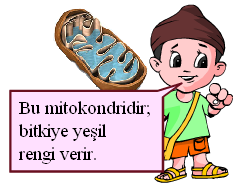 Bu mitokondridir;
bitkiye yeşil
rengi verir.